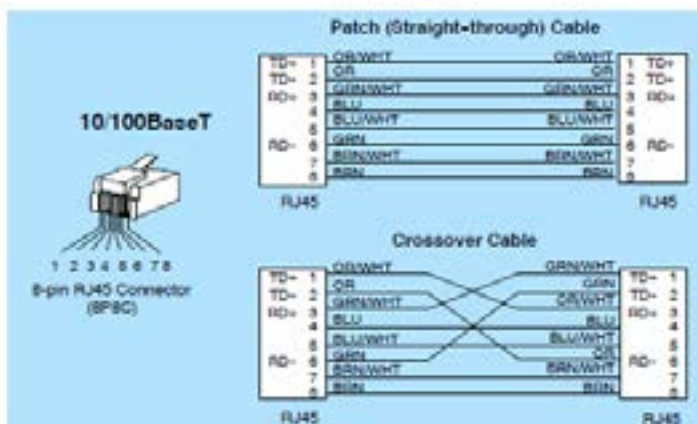 Patch (Straight-through) Cable
10/100BaseT
TD+ 1 OR/WHT OR/WHT 1 TD+
TD+ 2 OR OR 2 TD+
RD+ 3 GRN/WHT GRN/WHT 3 RD+
4 BLU BLU 4
5 BLU/WHT BLU/WHT 5
RD- 6 GRN GRN 6 RD-
7 BRN/WHT BRN/WHT 7
8 BRN BRN 8
RJ45 RJ45
1 2 3 4 5 6 7 8
8-pin RJ45 Connector
(8P8C)
Crossover Cable
TD+ 1 OR/WHT GRN/WHT 1 TD+
TD+ 2 OR GRN 2 TD+
RD+ 3 GRN/WHT OR/WHT 3 RD+
4 BLU BLU 4
5 BLU/WHT BLU/WHT 5
RD- 6 GRN OR 6 RD-
7 BRN/WHT BRN/WHT 7
8 BRN BRN 8
RJ45 RJ45